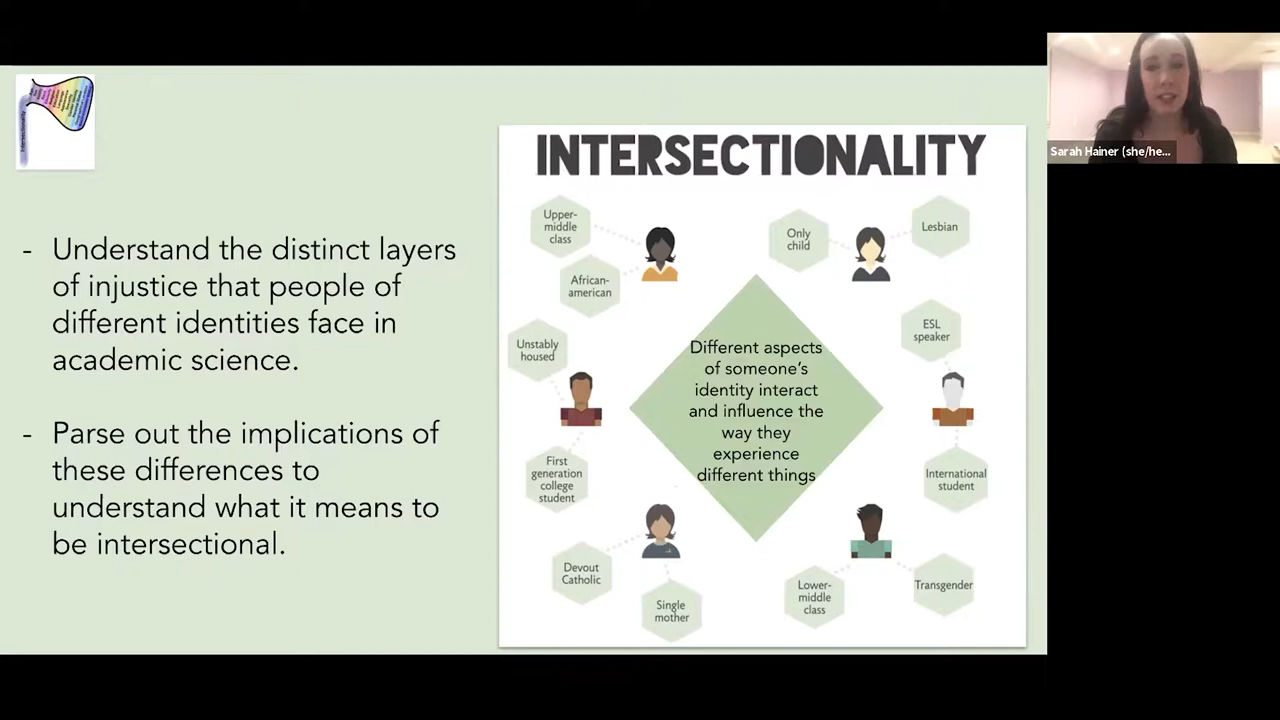 Intersectionality
- Understand the distinct layers
of injustice that people of
different identities face in
academic science.
- Parse out the implications of
these differences to
understand what it means to
be intersectional.
INTERSECTIONALITY
Upper-
middle
class
African-
american
Only
child
Lesbian
Unstably
housed
First
generation
college
student
Different aspects
of someone’s
identity interact
and influence the
way they
experience
different things
ESL
speaker
International
student
Devout
Catholic
Single
mother
Lower-
middle
class
Transgender
Sarah Hainer (she/he...